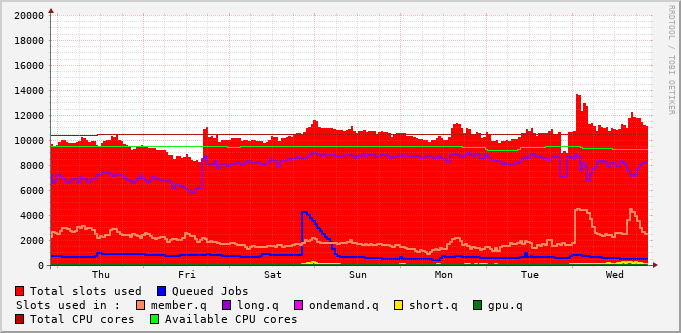 20000
18000
16000
14000
12000
10000
8000
6000
4000
2000
0
Thu Fri Sat Sun Mon Tue Wed
RRDTOOL / TOBI OETIKER
Total slots used Queued Jobs
Slots used in : member.q long.q ondemand.q short.q gpu.q
Total CPU cores Available CPU cores